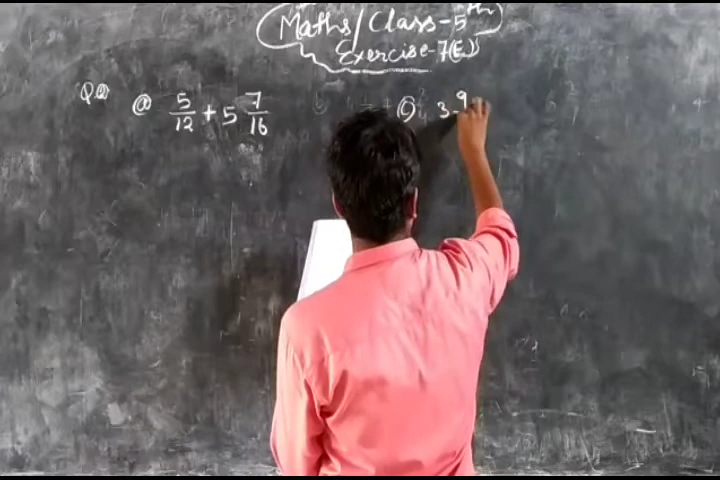 Maths/Class-5th
Exercise-7(E)
Q② ⓐ 5/12 + 5 7/16 ⓒ 3 9